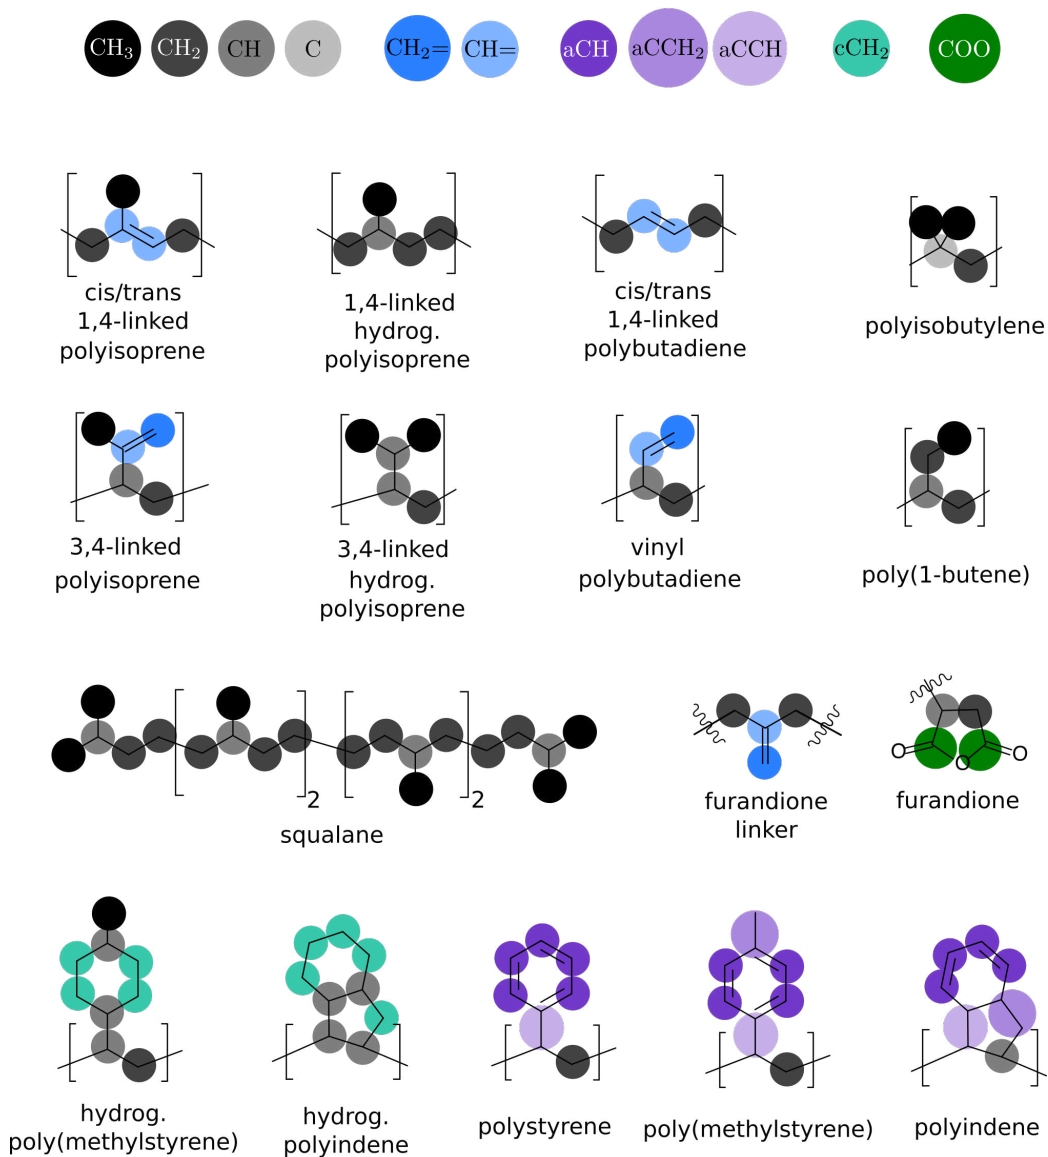 CH₃ CH₂ CH C CH₂= CH= aCH aCCH₂ aCCH cCH₂ COO
cis/trans
1,4-linked
polyisoprene
1,4-linked
hydrog.
polyisoprene
cis/trans
1,4-linked
polybutadiene
polyisobutylene
3,4-linked
polyisoprene
3,4-linked
hydrog.
polyisoprene
vinyl
polybutadiene
poly(1-butene)
2
2
squalane
furandione
linker
O
O
O
furandione
hydrog.
poly(methylstyrene)
hydrog.
polyindene
polystyrene
poly(methylstyrene)
polyindene